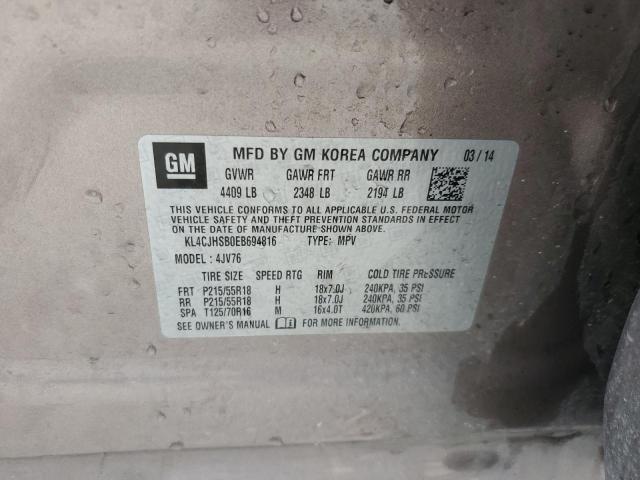 GM MFD BY GM KOREA COMPANY 03/14
GVWR GAWR FRT GAWR RR
4409 LB 2348 LB 2194 LB
THIS VEHICLE CONFORMS TO ALL APPLICABLE U.S. FEDERAL MOTOR
VEHICLE SAFETY AND THEFT PREVENTION STANDARDS IN EFFECT
ON THE DATE OF MANUFACTURE SHOWN ABOVE.
KL4CJHSB0EB694816 TYPE: MPV
MODEL : 4JV76
TIRE SIZE SPEED RTG RIM COLD TIRE PRESSURE
FRT P215/55R18 H 18x7.0J 240KPA, 35 PSI
RR P215/55R18 H 18x7.0J 240KPA, 35 PSI
SPA T125/70R16 M 16x4.0T 420KPA, 60 PSI
SEE OWNER'S MANUAL FOR MORE INFORMATION.